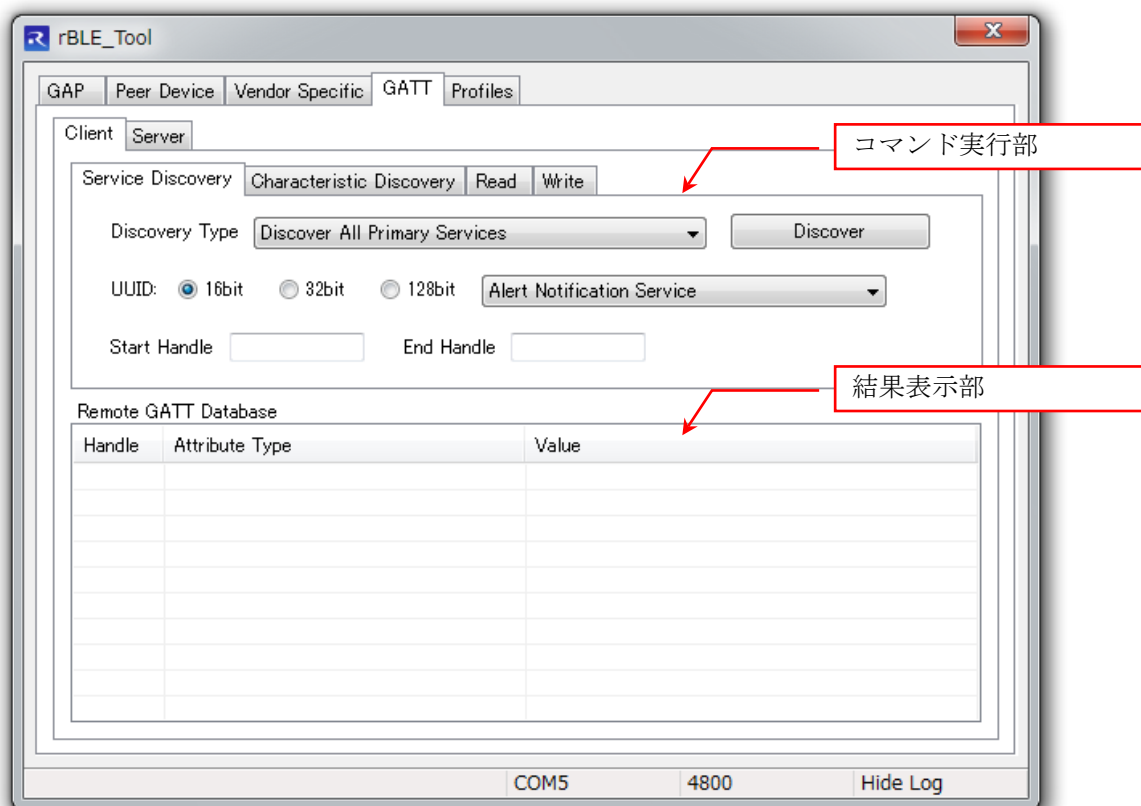 rBLE_Tool
GAP Peer Device Vendor Specific GATT Profiles
Client Server
コマンド実行部
Service Discovery Characteristic Discovery Read Write
Discovery Type Discover All Primary Services Discover
UUID: 16bit 32bit 128bit Alert Notification Service
Start Handle End Handle
結果表示部
Remote GATT Database
Handle Attribute Type Value
COM5 4800 Hide Log